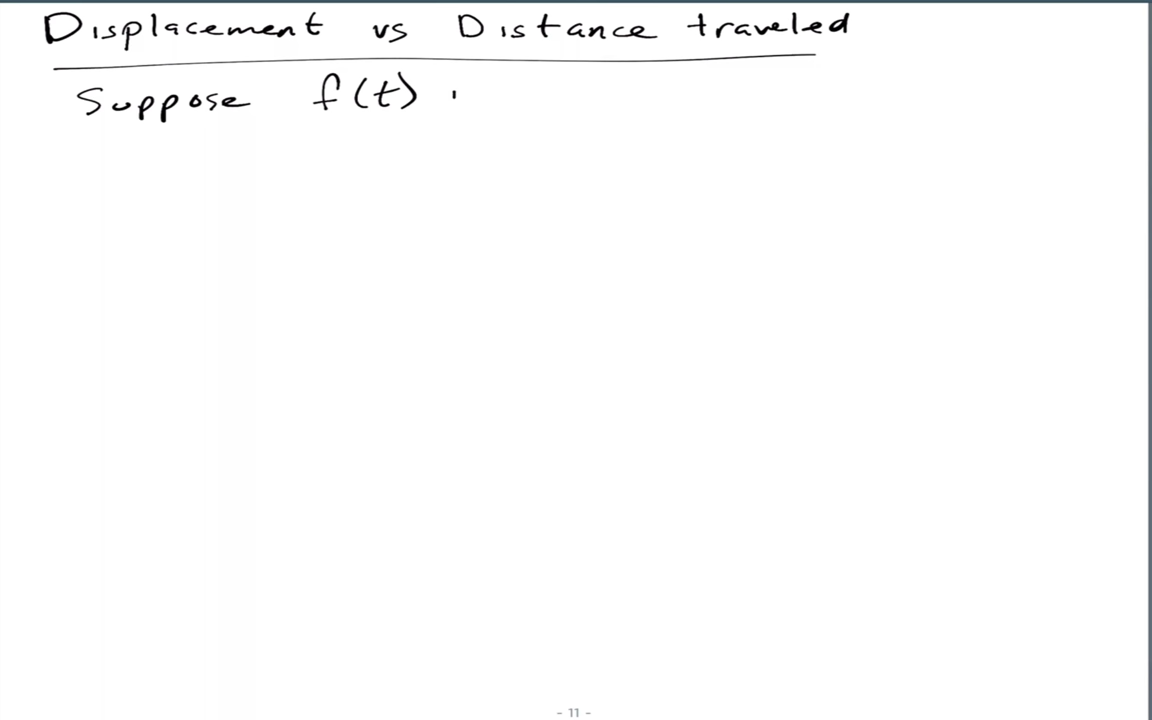 Displacement vs Distance traveled
Suppose f(t)
- 11 -